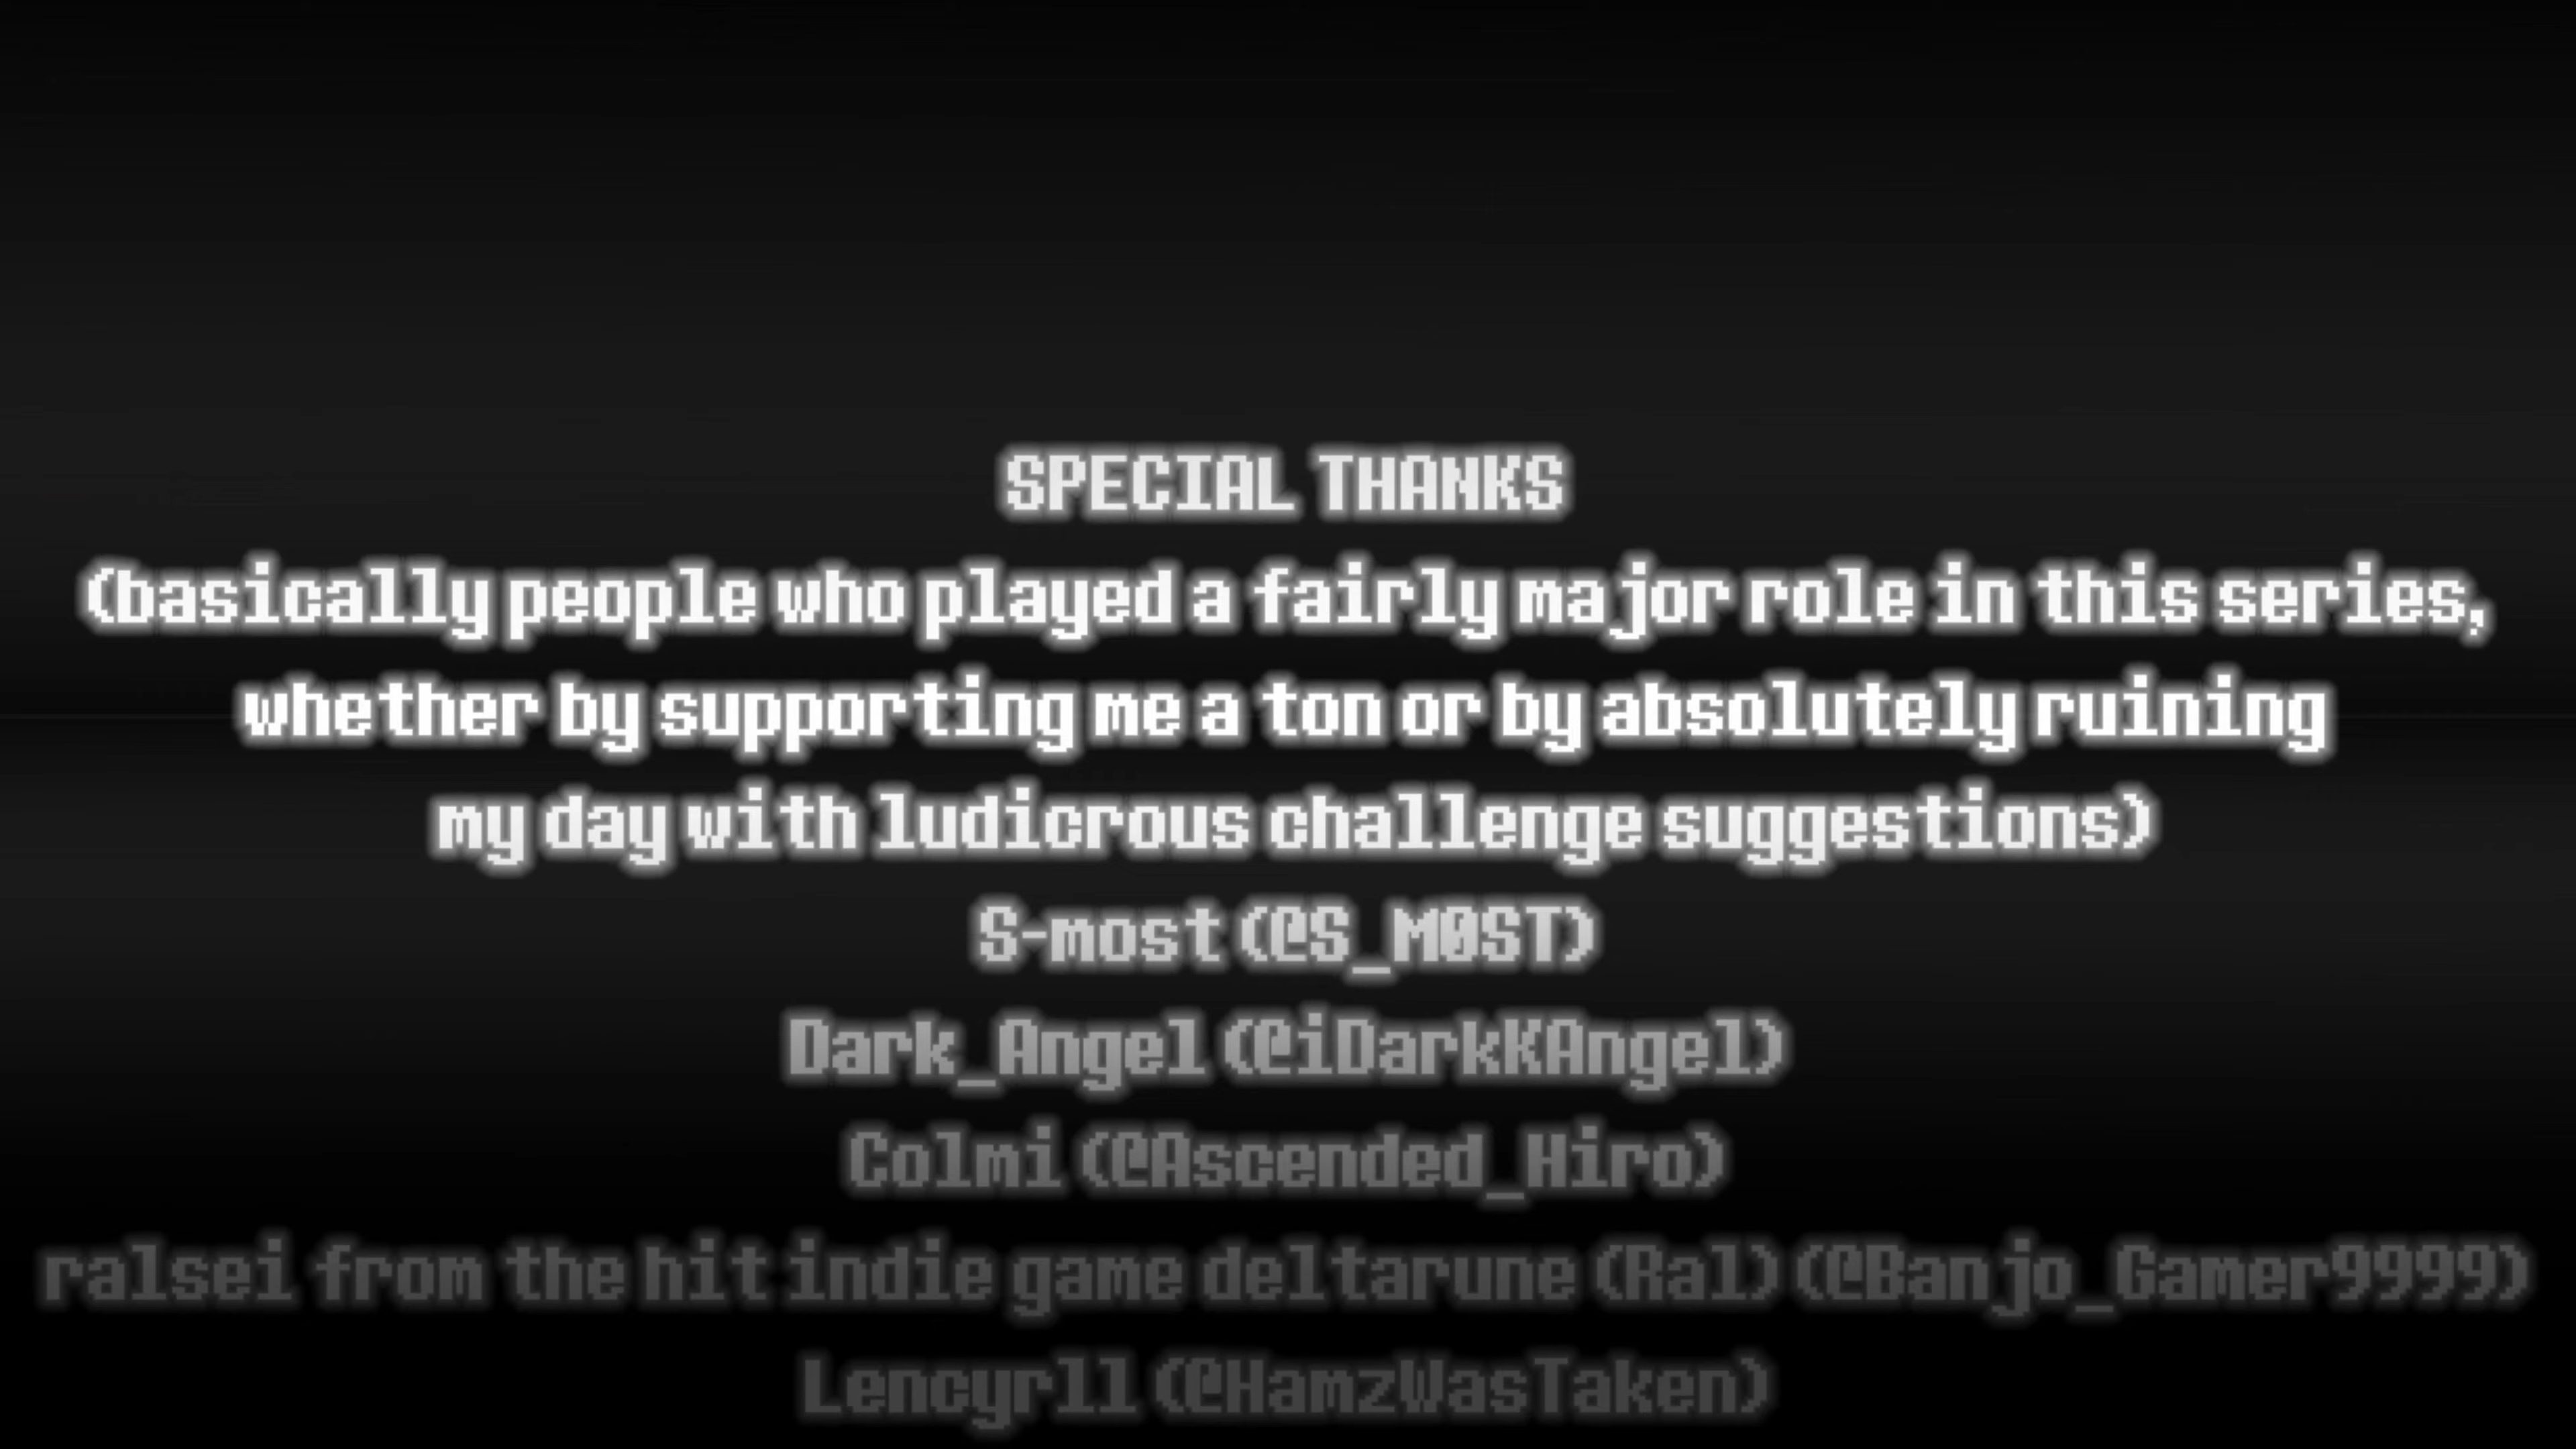 SPECIAL THANKS
(basically people who played a fairly major role in this series,
whether by supporting me a ton or by absolutely ruining
my day with ludicrous challenge suggestions)
S-most (@S_M0ST)
Dark_Angel (@iDarkKAngel)
Colmi (@Ascended_Hiro)
ralsei from the hit indie game deltarune (Ral) (@Banjo_Gamer9999)
Lencyrll (@HamzWasTaken)